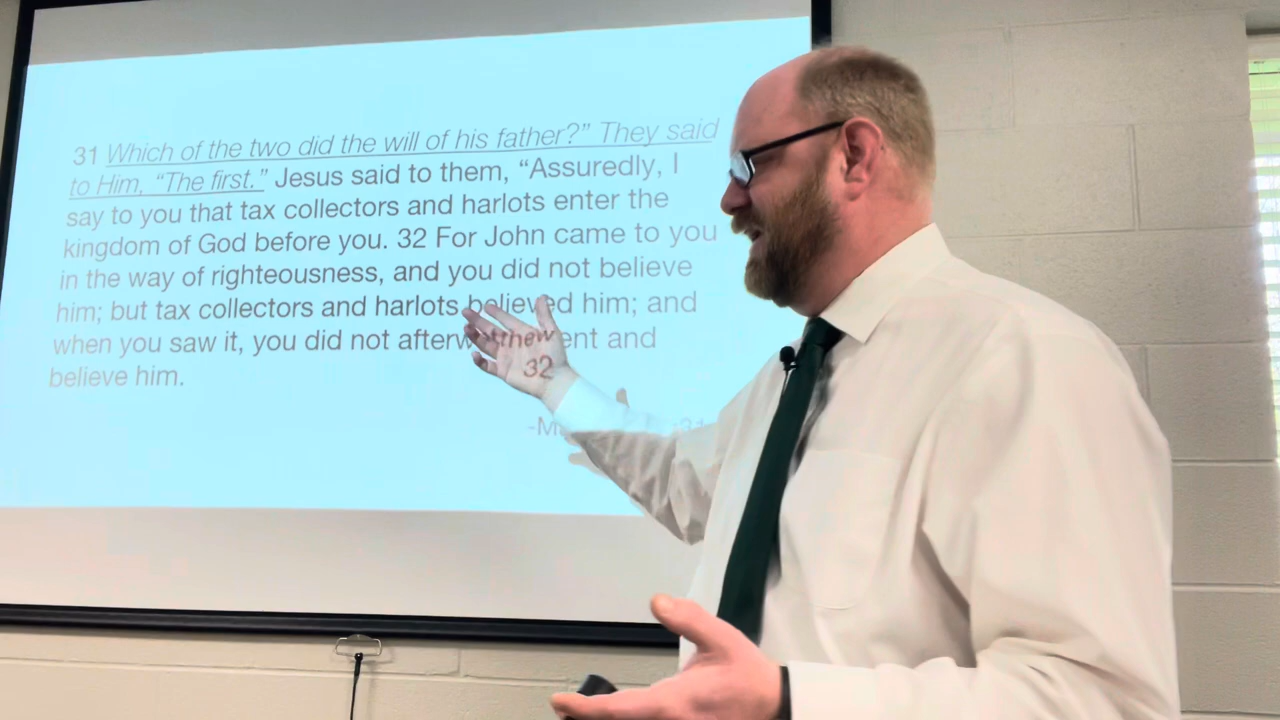 31 Which of the two did the will of his father?” They said
to Him, “The first.” Jesus said to them, “Assuredly, I
say to you that tax collectors and harlots enter the
kingdom of God before you. 32 For John came to you
in the way of righteousness, and you did not believe
him; but tax collectors and harlots believed him; and
when you saw it, you did not afterw ent and
believe him.
tthew
32
-M :31